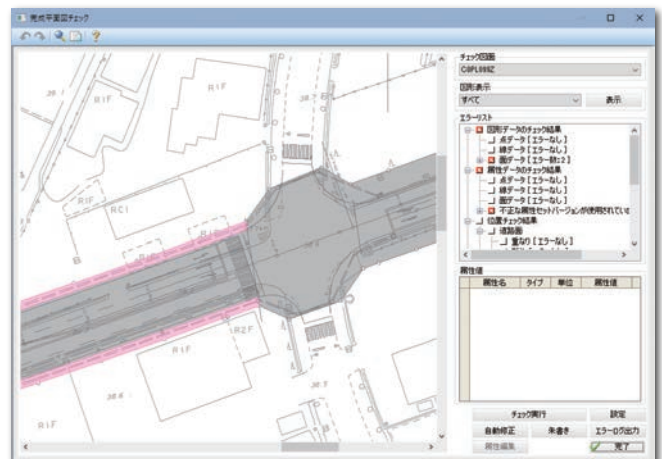 完成平面図チェック
チェック図面
C0PL005Z
図形表示
すべて
表示
エラーリスト
図形データのチェック結果
点データ [ エラーなし ]
線データ [ エラーなし ]
面データ [ エラー数:2 ]
属性データのチェック結果
点データ [ エラーなし ]
線データ [ エラーなし ]
面データ [ エラーなし ]
不正な属性セットバージョンが使用されてい
位置チェック結果
道路面
重なり [ エラーなし ]
属性値
属性名 タイプ 単位 属性値
チェック実行 設定
自動修正 朱書き エラーログ出力
属性編集 完了
R1F
R1F
R1F
RC1
R1F
B
R1F
R2F
R1F